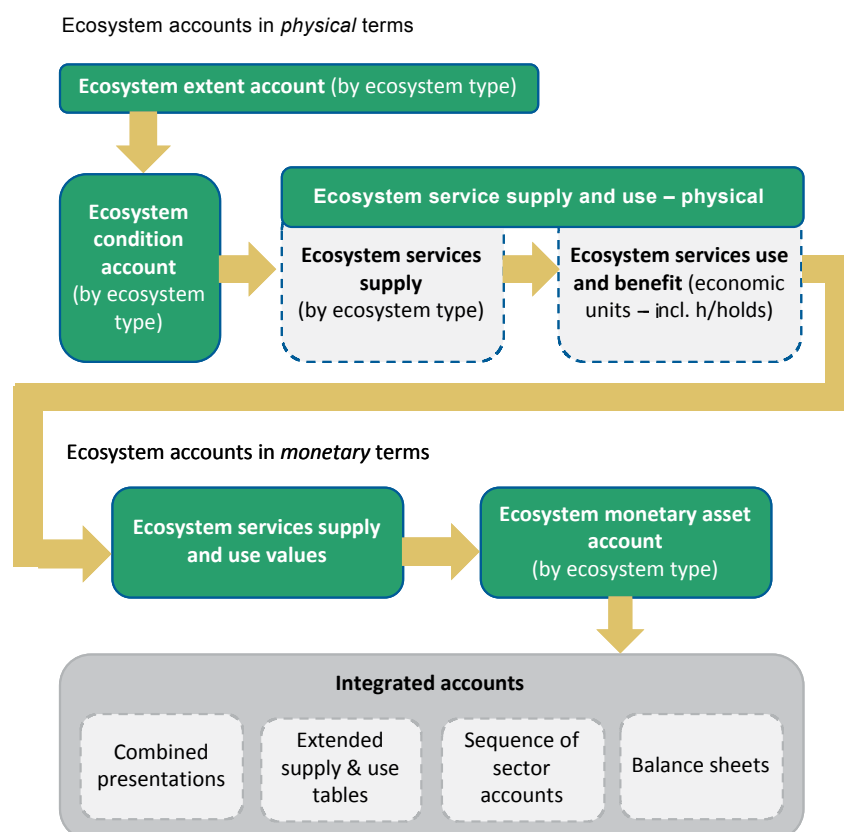 Ecosystem accounts in physical terms
Ecosystem extent account (by ecosystem type)
Ecosystem
condition
account
(by ecosystem
type)
Ecosystem service supply and use – physical
Ecosystem services
supply
(by ecosystem type)
Ecosystem services use
and benefit (economic
units – incl. h/holds)
Ecosystem accounts in monetary terms
Ecosystem services supply
and use values
Ecosystem monetary asset
account
(by ecosystem type)
Integrated accounts
Combined
presentations
Extended
supply & use
tables
Sequence of
sector
accounts
Balance sheets